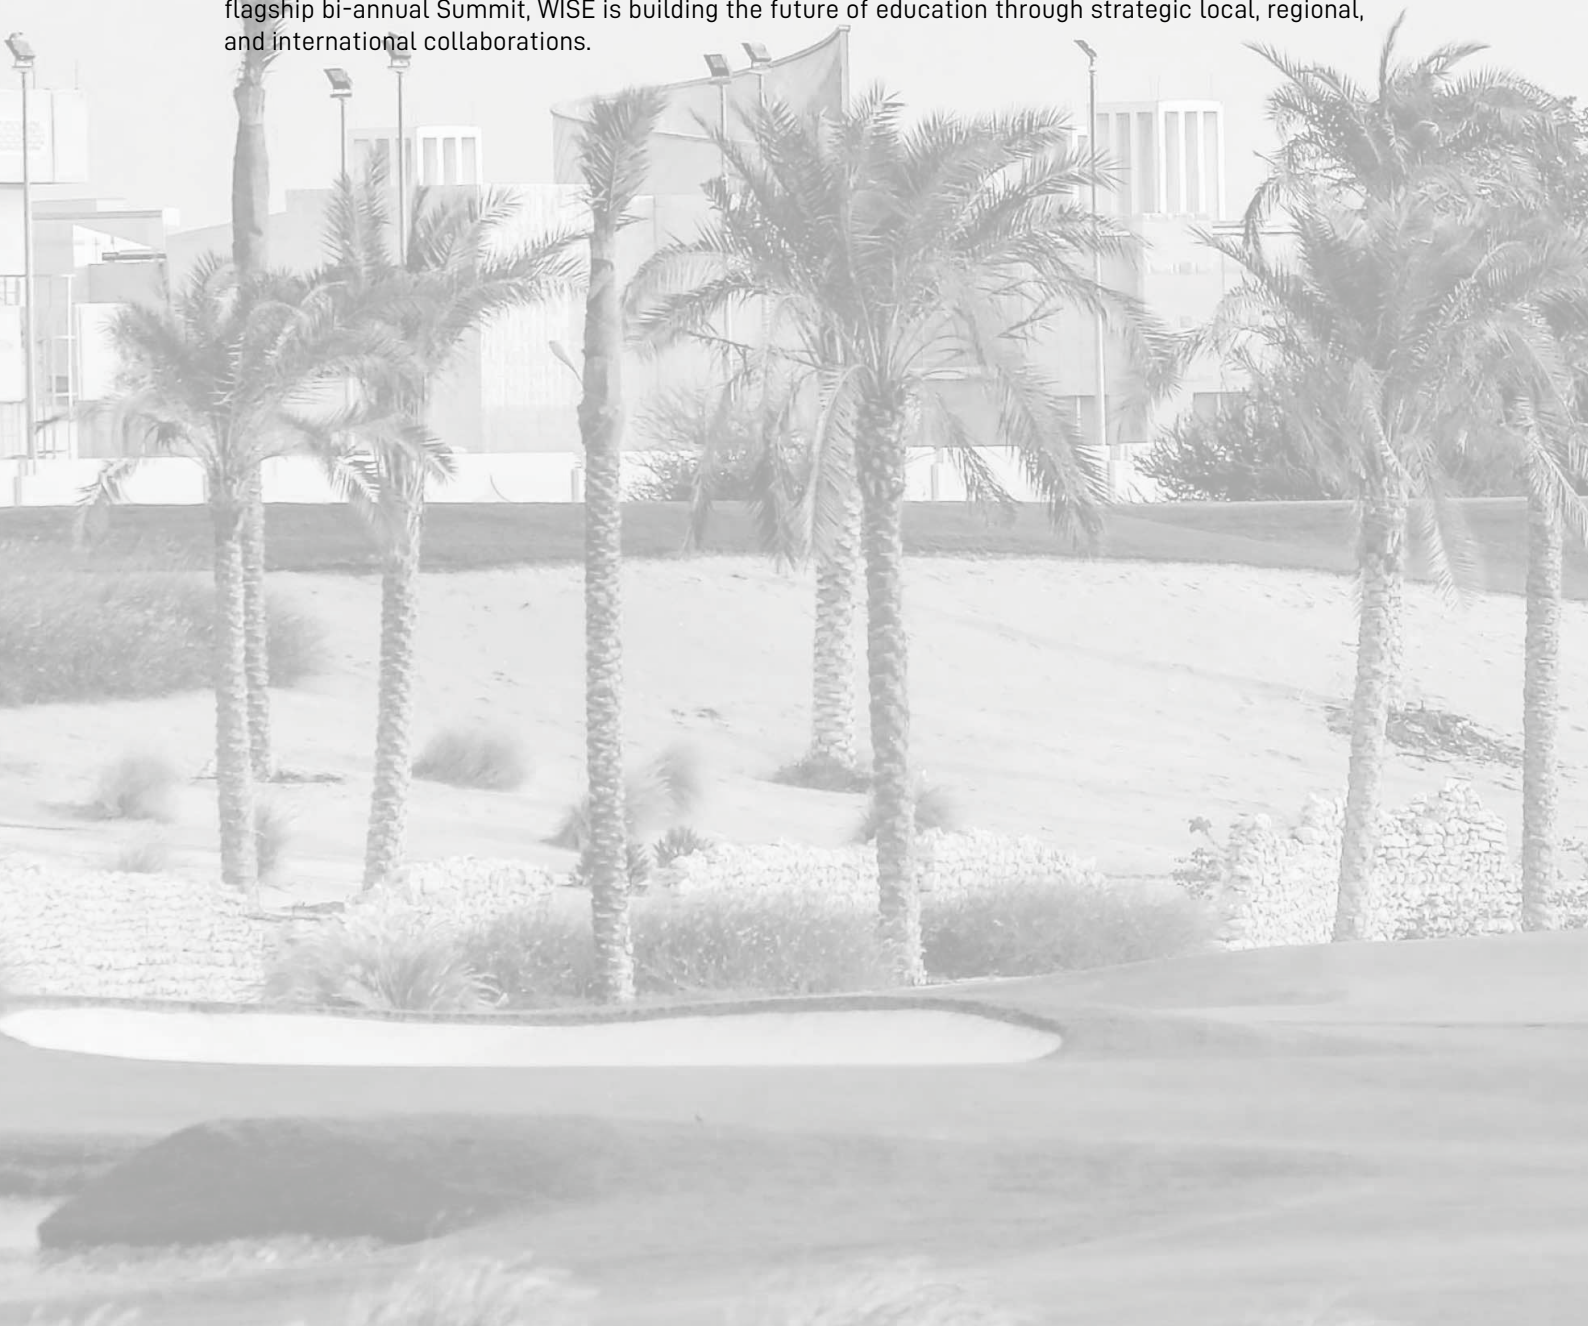 flagship bi-annual Summit, WISE is building the future of education through strategic local, regional,
and international collaborations.